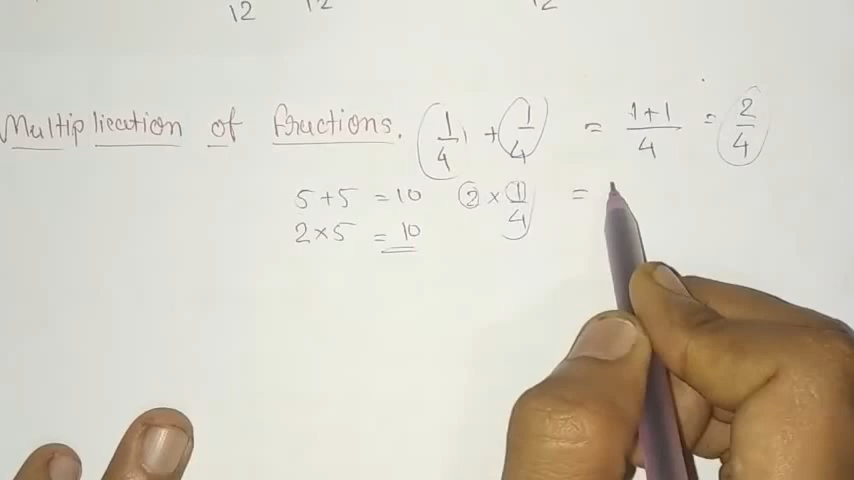 12 12 12
Multiplication of fractions. 1/4 + 1/4 = 1+1/4 = 2/4
5+5 = 10 2 × 1/4 =
2×5 = 10